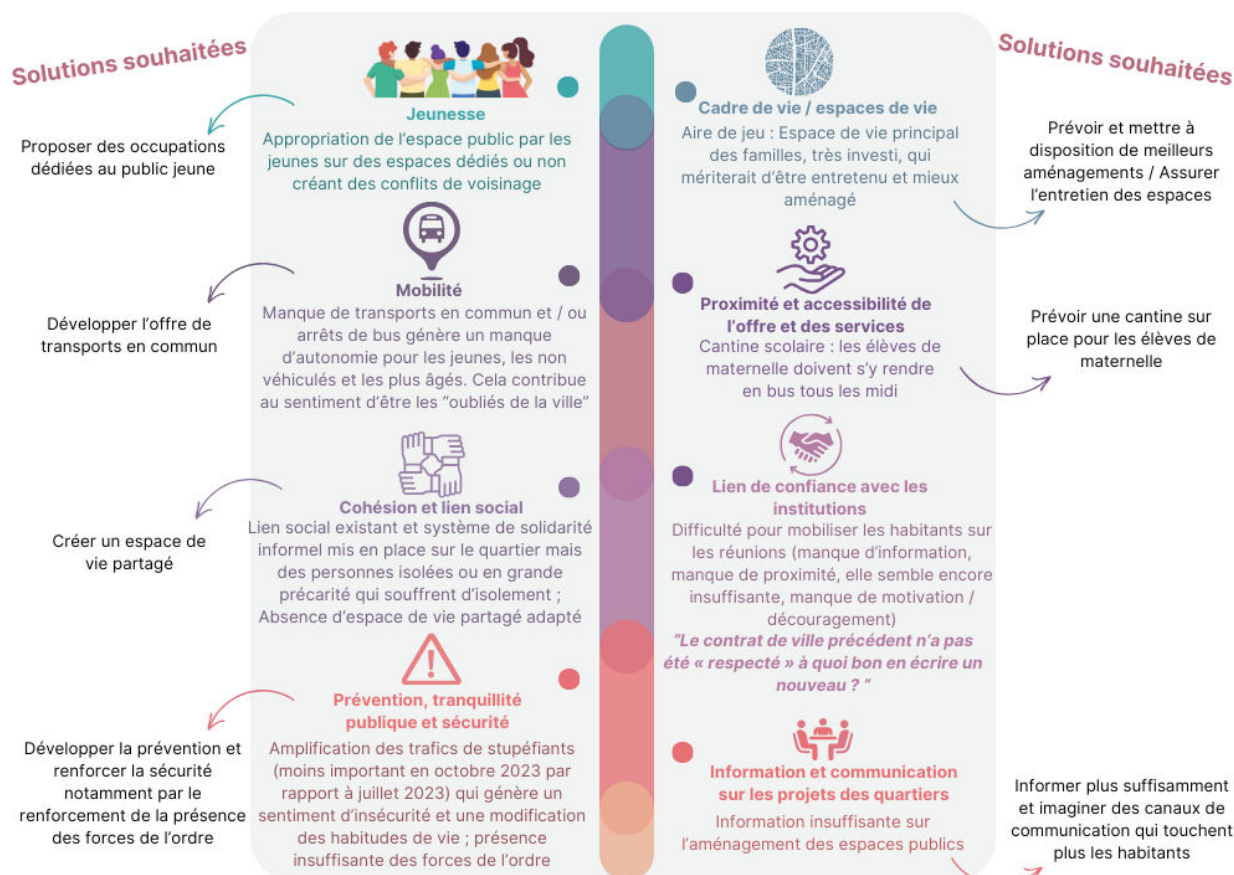 Solutions souhaitées
Solutions souhaitées
Jeunesse
Appropriation de l'espace public par les
jeunes sur des espaces dédiés ou non
créant des conflits de voisinage
Proposer des occupations
dédiées au public jeune
Cadre de vie / espaces de vie
Aire de jeu : Espace de vie principal
des familles, très investi, qui
mériterait d'être entretenu et mieux
aménagé
Prévoir et mettre à
disposition de meilleurs
aménagements / Assurer
l'entretien des espaces
Mobilité
Manque de transports en commun et / ou
arrêts de bus génère un manque
d'autonomie pour les jeunes, les non
véhiculés et les plus âgés. Cela contribue
au sentiment d'être les "oubliés de la ville"
Développer l'offre de
transports en commun
Proximité et accessibilité de
l'offre et des services
Cantine scolaire : les élèves de
maternelle doivent s'y rendre
en bus tous les midi
Prévoir une cantine sur
place pour les élèves de
maternelle
Cohésion et lien social
Lien social existant et système de solidarité
informel mis en place sur le quartier mais
des personnes isolées ou en grande
précarité qui souffrent d'isolement ;
Absence d'espace de vie partagé adapté
Créer un espace de
vie partagé
Lien de confiance avec les
institutions
Difficulté pour mobiliser les habitants sur
les réunions (manque d'information,
manque de proximité, elle semble encore
insuffisante, manque de motivation /
découragement)
"Le contrat de ville précédent n'a pas
été « respecté » à quoi bon en écrire un
nouveau ? "
Prévention, tranquillité
publique et sécurité
Amplification des trafics de stupéfiants
(moins important en octobre 2023 par
rapport à juillet 2023) qui génère un
sentiment d'insécurité et une modification
des habitudes de vie ; présence
insuffisante des forces de l'ordre
Développer la prévention et
renforcer la sécurité
notamment par le
renforcement de la présence
des forces de l'ordre
Information et communication
sur les projets des quartiers
Information insuffisante sur
l'aménagement des espaces publics
Informer plus suffisamment
et imaginer des canaux de
communication qui touchent
plus les habitants